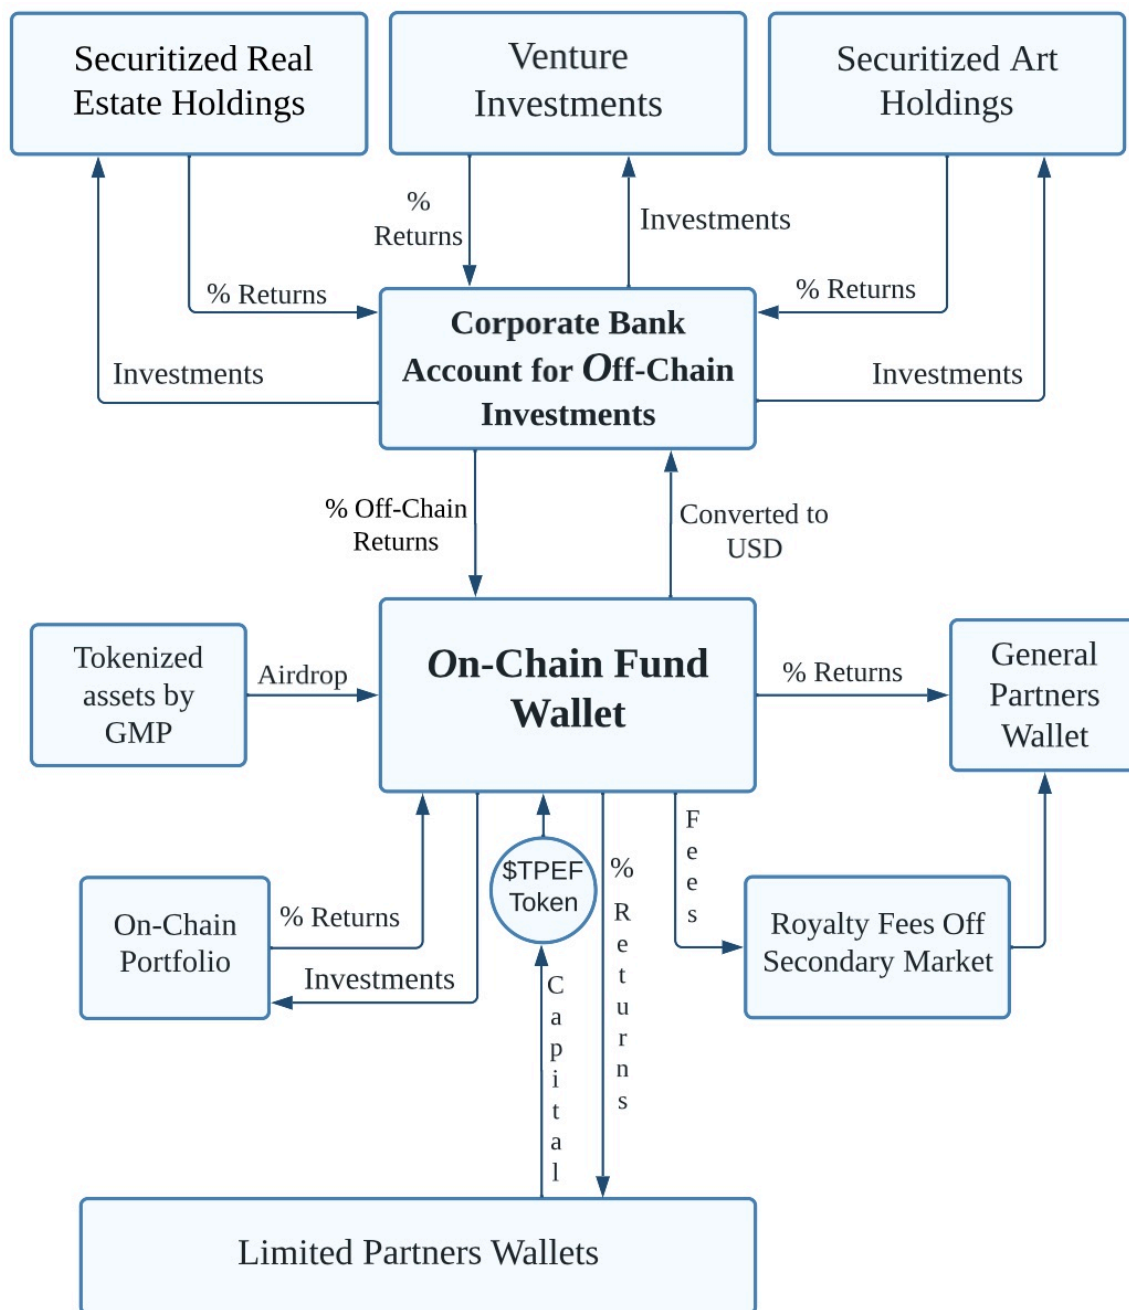 Securitized Real
Estate Holdings
Venture
Investments
Securitized Art
Holdings
%
Returns
Investments
% Returns
% Returns
Investments
Investments
Corporate Bank
Account for Off-Chain
Investments
% Off-Chain
Returns
Converted to
USD
Tokenized
assets by
GMP
Airdrop
On-Chain Fund
Wallet
% Returns
General
Partners
Wallet
On-Chain
Portfolio
% Returns
Investments
$TPEF
Token
Capital
% Returns
Fees
Royalty Fees Off
Secondary Market
Limited Partners Wallets